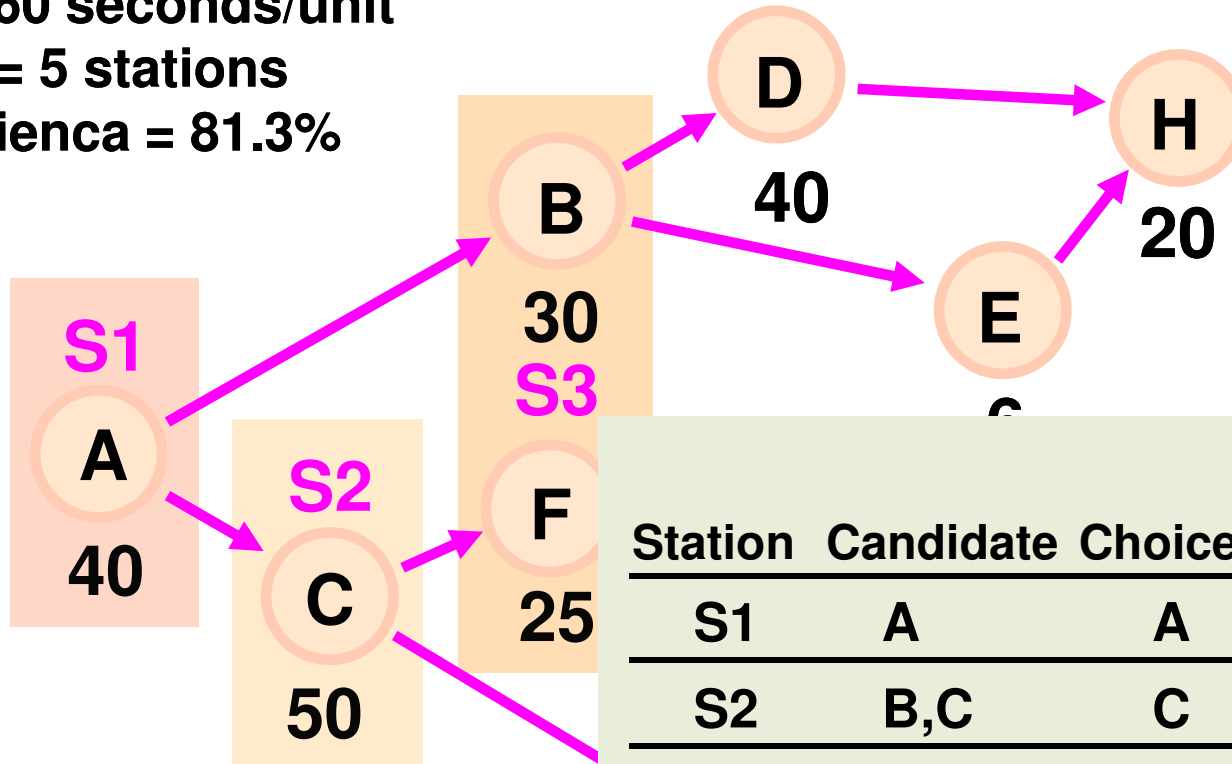 60 seconds/unit
= 5 stations
ienca = 81.3%
D
H
B
40
20
E
30
S1
S3
A
S2
F
40
C
25
50
Station Candidate Choice
S1 A A
S2 B,C C